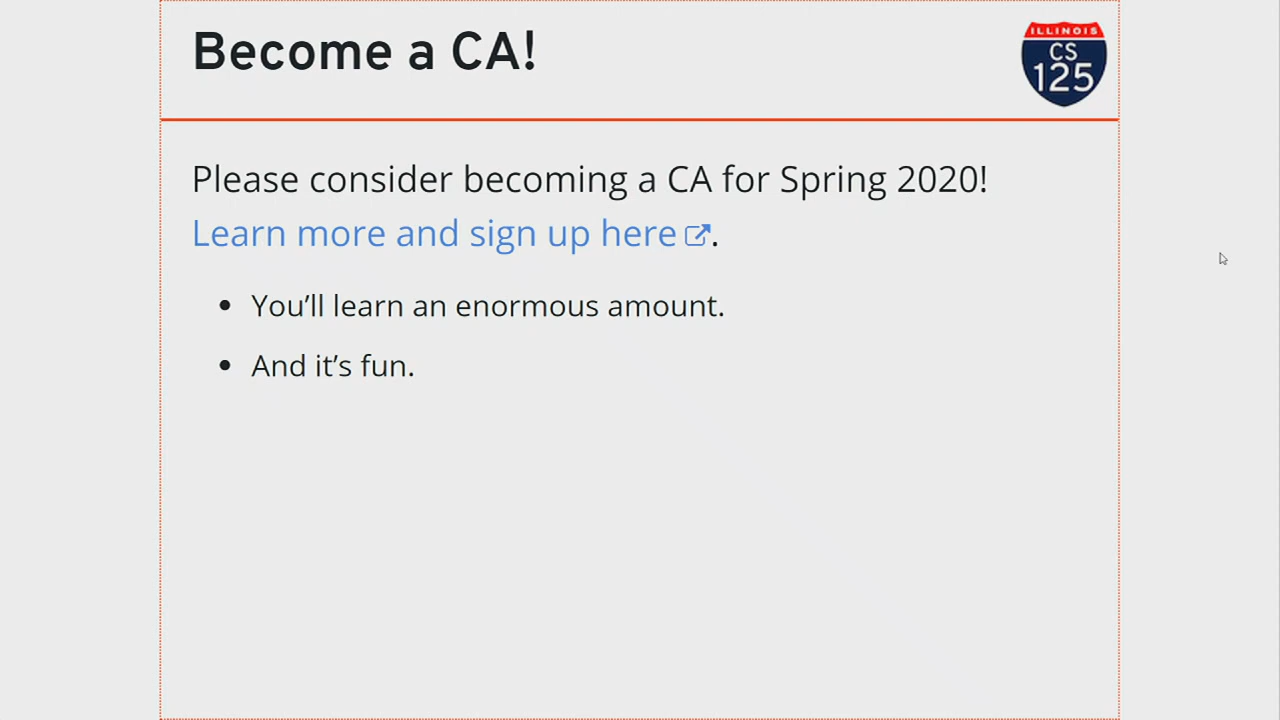 Become a CA!
ILLINOIS
CS
125
Please consider becoming a CA for Spring 2020!
Learn more and sign up here.
• You’ll learn an enormous amount.
• And it’s fun.